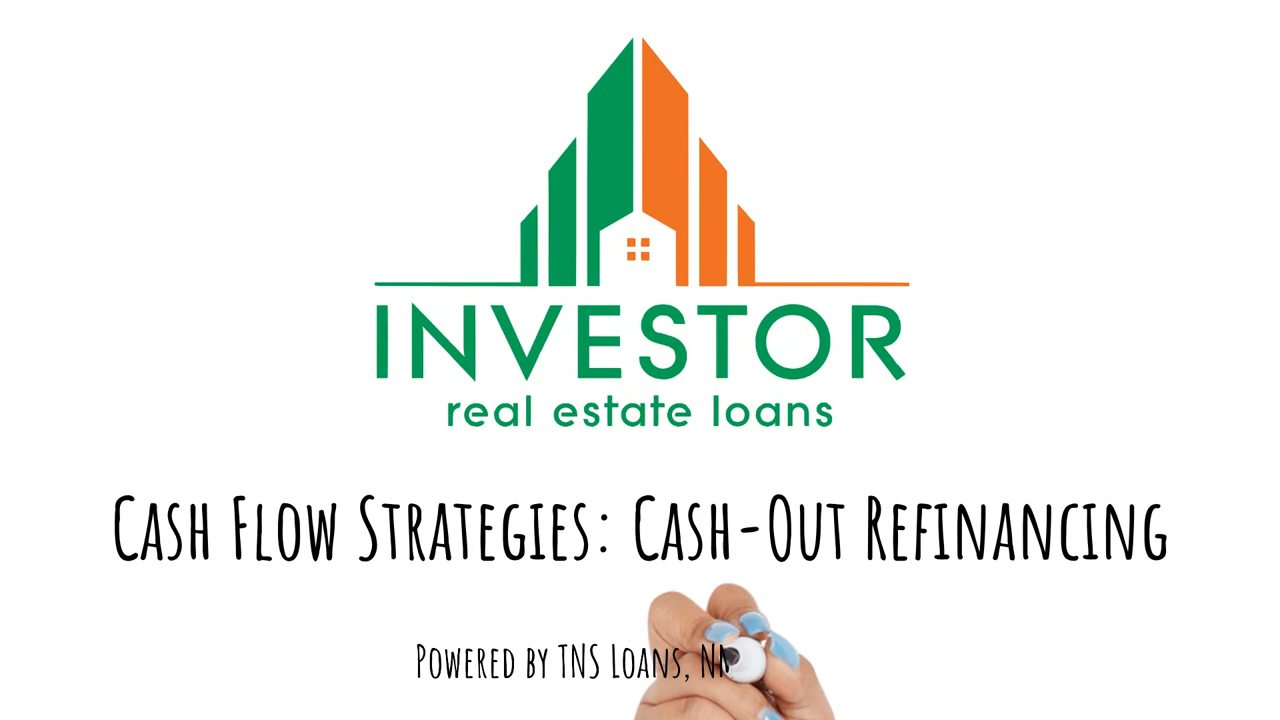 INVESTOR
real estate loans
Cash Flow Strategies: Cash-Out Refinancing
Powered by TNS Loans,